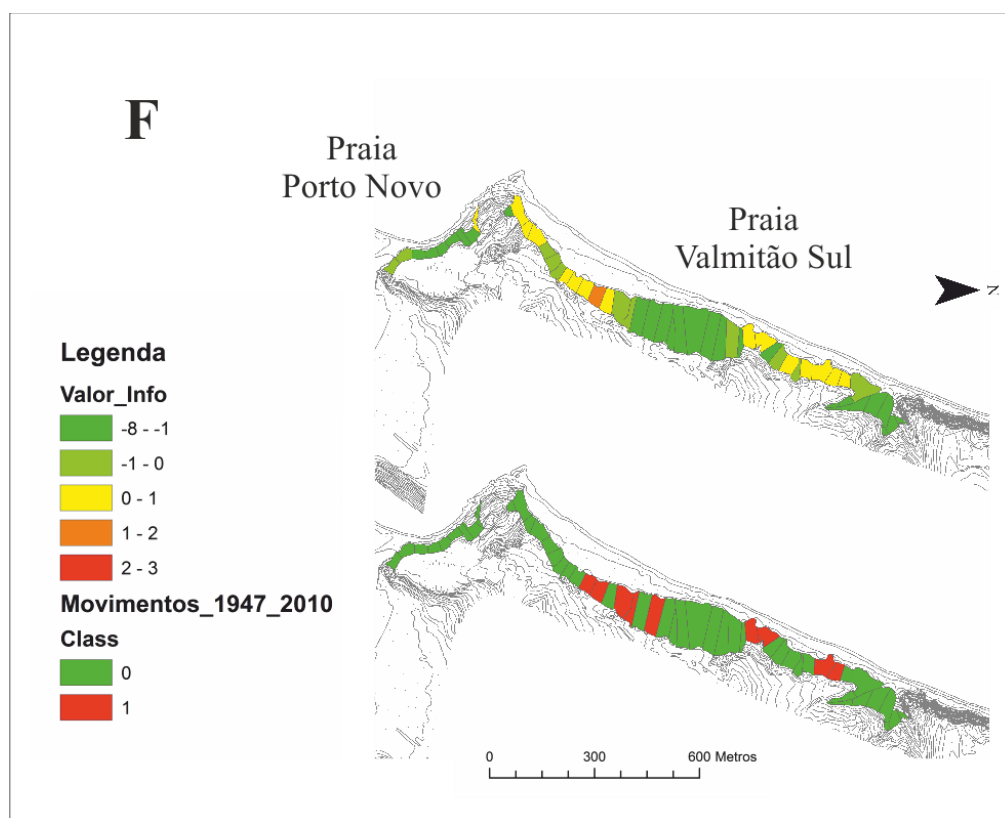 F
Praia
Porto Novo
Praia
Valmitão Sul
N
Legenda
Valor_Info
-8 - -1
-1 - 0
0 - 1
1 - 2
2 - 3
Movimentos_1947_2010
Class
0
1
0 300 600 Metros